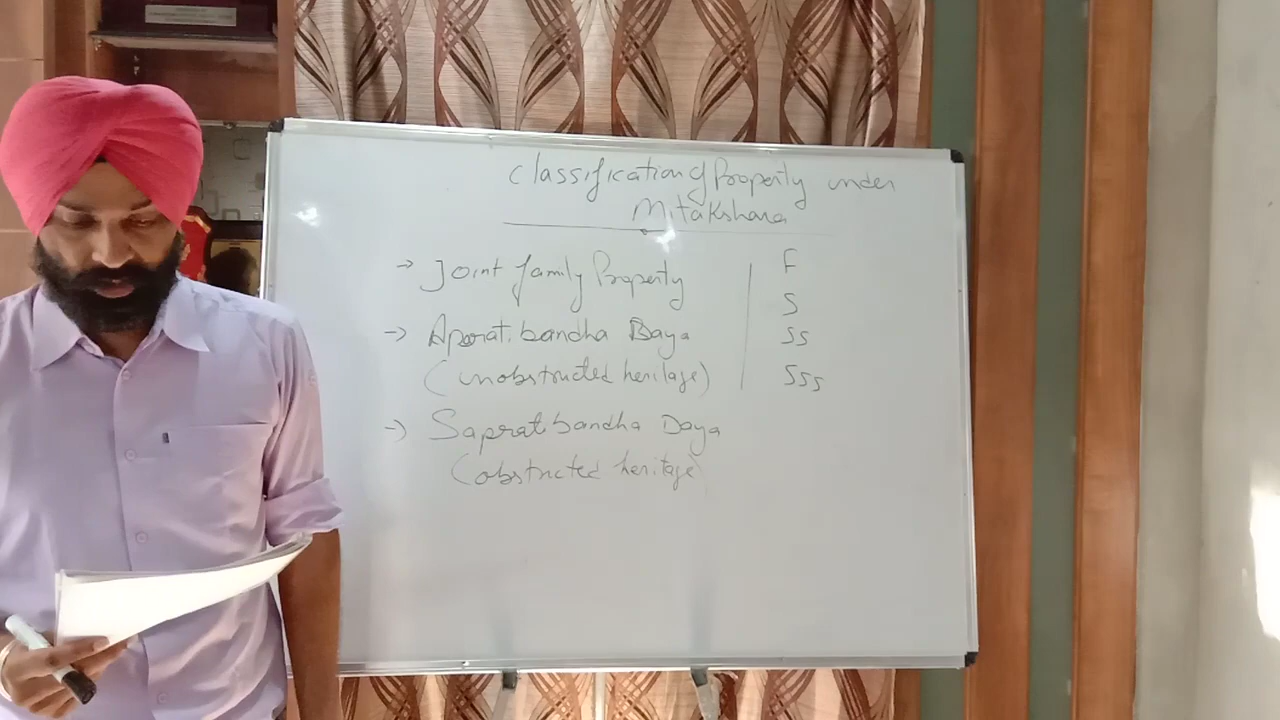 Classification of Property under
Mitakshara
→ Joint family Property
→ Apratibandha Daya
(unobstructed heritage)
→ Sapratibandha Daya
(obstructed heritage)
F
S
SS
SSS